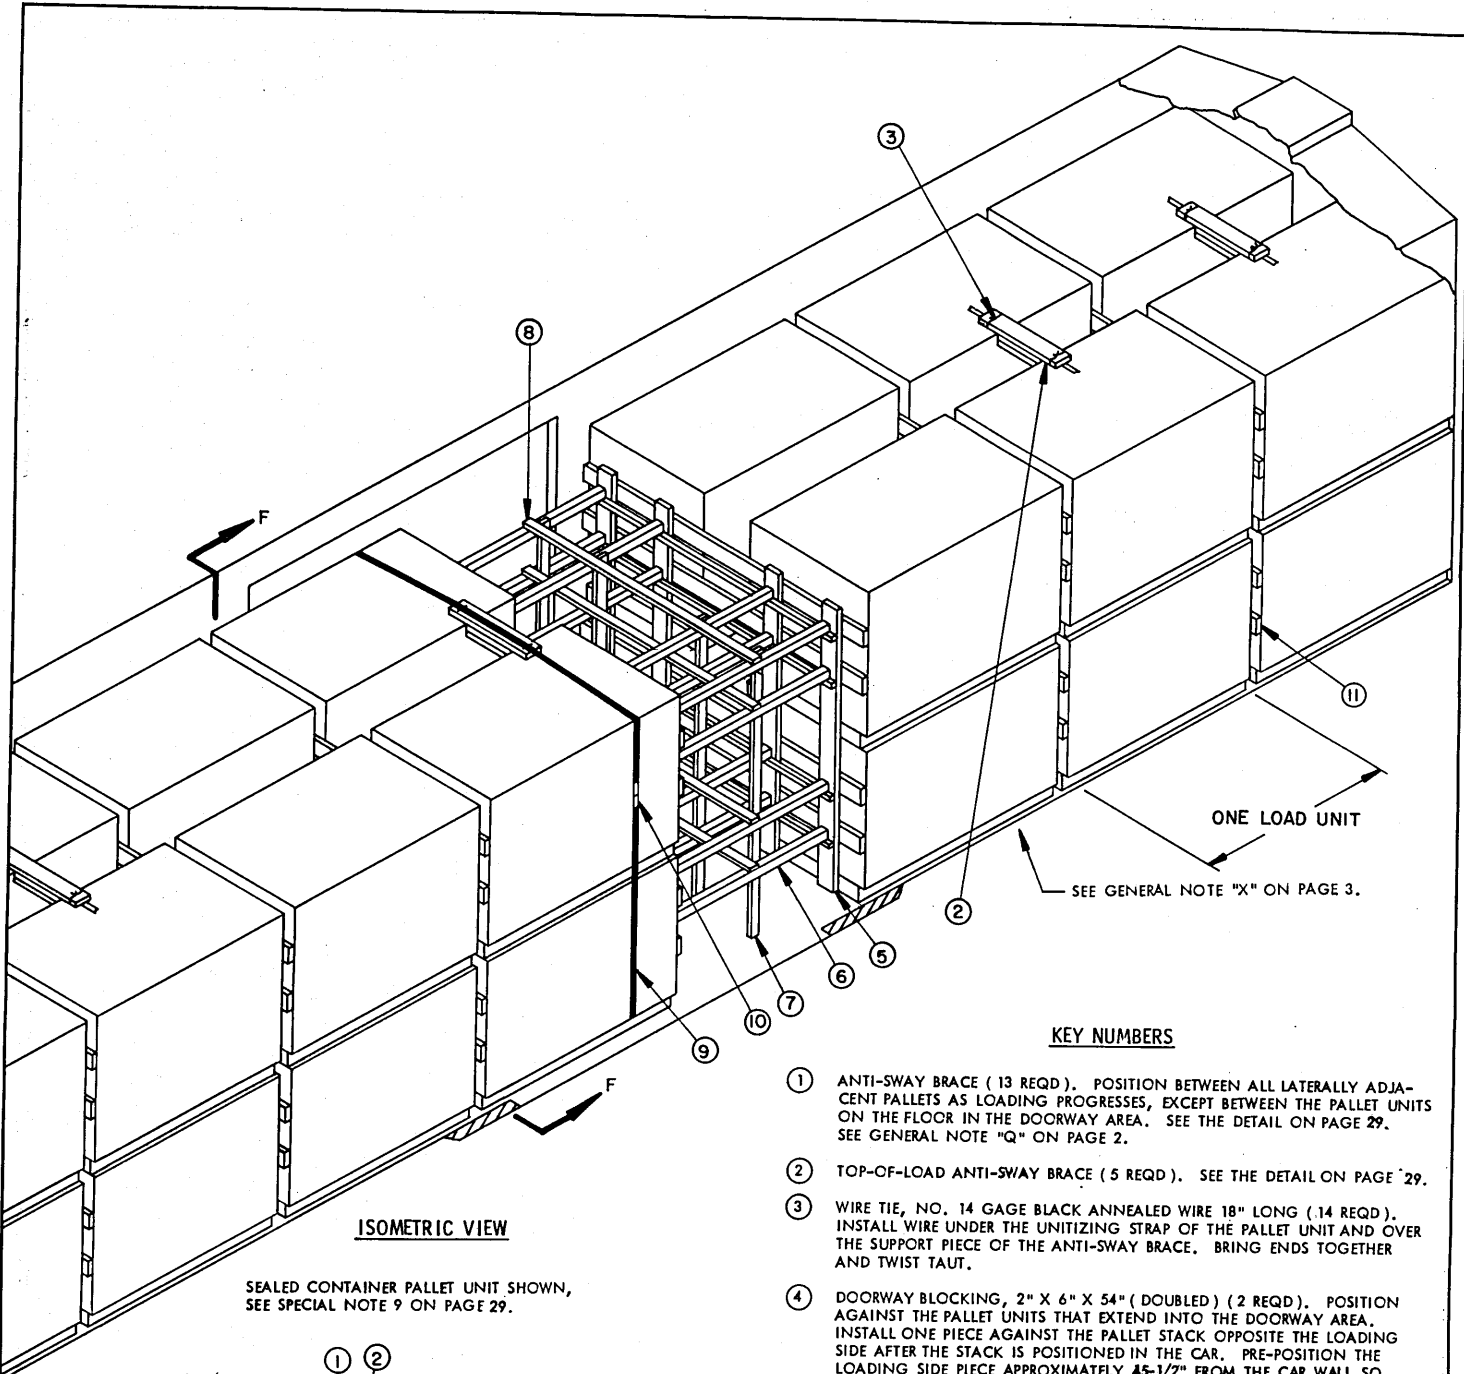 ③
⑧
F
⑪
ONE LOAD UNIT
SEE GENERAL NOTE "X" ON PAGE 3.
②
⑤
⑥
⑦
⑩
⑨
F
ISOMETRIC VIEW
SEALED CONTAINER PALLET UNIT SHOWN,
SEE SPECIAL NOTE 9 ON PAGE 29.
① ②
KEY NUMBERS
① ANTI-SWAY BRACE (13 REQD). POSITION BETWEEN ALL LATERALLY ADJA-
CENT PALLETS AS LOADING PROGRESSES, EXCEPT BETWEEN THE PALLET UNITS
ON THE FLOOR IN THE DOORWAY AREA. SEE THE DETAIL ON PAGE 29.
SEE GENERAL NOTE "Q" ON PAGE 2.
② TOP-OF-LOAD ANTI-SWAY BRACE (5 REQD). SEE THE DETAIL ON PAGE 29.
③ WIRE TIE, NO. 14 GAGE BLACK ANNEALED WIRE 18" LONG (14 REQD).
INSTALL WIRE UNDER THE UNITIZING STRAP OF THE PALLET UNIT AND OVER
THE SUPPORT PIECE OF THE ANTI-SWAY BRACE. BRING ENDS TOGETHER
AND TWIST TAUT.
④ DOORWAY BLOCKING, 2" X 6" X 54" (DOUBLED) (2 REQD). POSITION
AGAINST THE PALLET UNITS THAT EXTEND INTO THE DOORWAY AREA.
INSTALL ONE PIECE AGAINST THE PALLET STACK OPPOSITE THE LOADING
SIDE AFTER THE STACK IS POSITIONED IN THE CAR. PRE-POSITION THE
LOADING SIDE PIECE APPROXIMATELY 45-1/2" FROM THE CAR WALL SO